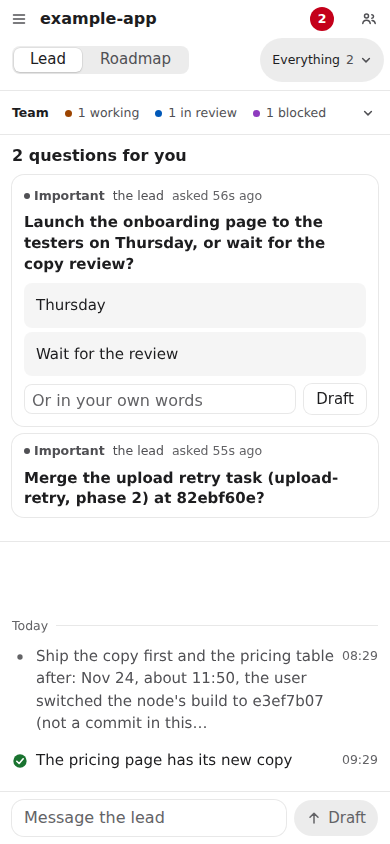 example-app
2
Lead
Roadmap
Everything 2
Team
1 working
1 in review
1 blocked
2 questions for you
Important the lead asked 56s ago
Launch the onboarding page to the
testers on Thursday, or wait for the
copy review?
Thursday
Wait for the review
Or in your own words
Draft
Important the lead asked 55s ago
Merge the upload retry task (upload-
retry, phase 2) at 82ebf60e?
Today
Ship the copy first and the pricing table 08:29
after: Nov 24, about 11:50, the user
switched the node's build to e3ef7b07
(not a commit in this…
The pricing page has its new copy 09:29
Message the lead
Draft